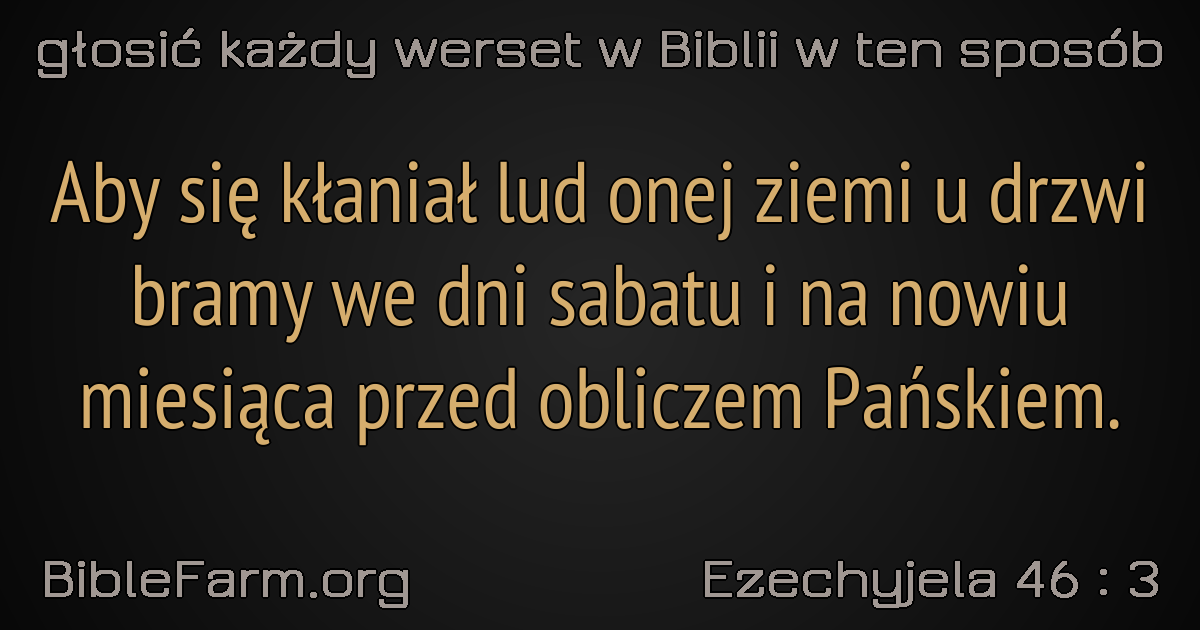 głosić każdy werset w Biblii w ten sposób
Aby się kłaniał lud onej ziemi u drzwi
bramy we dni sabatu i na nowiu
miesiąca przed obliczem Pańskiem.
BibleFarm.org
Ezechyjela 46 : 3